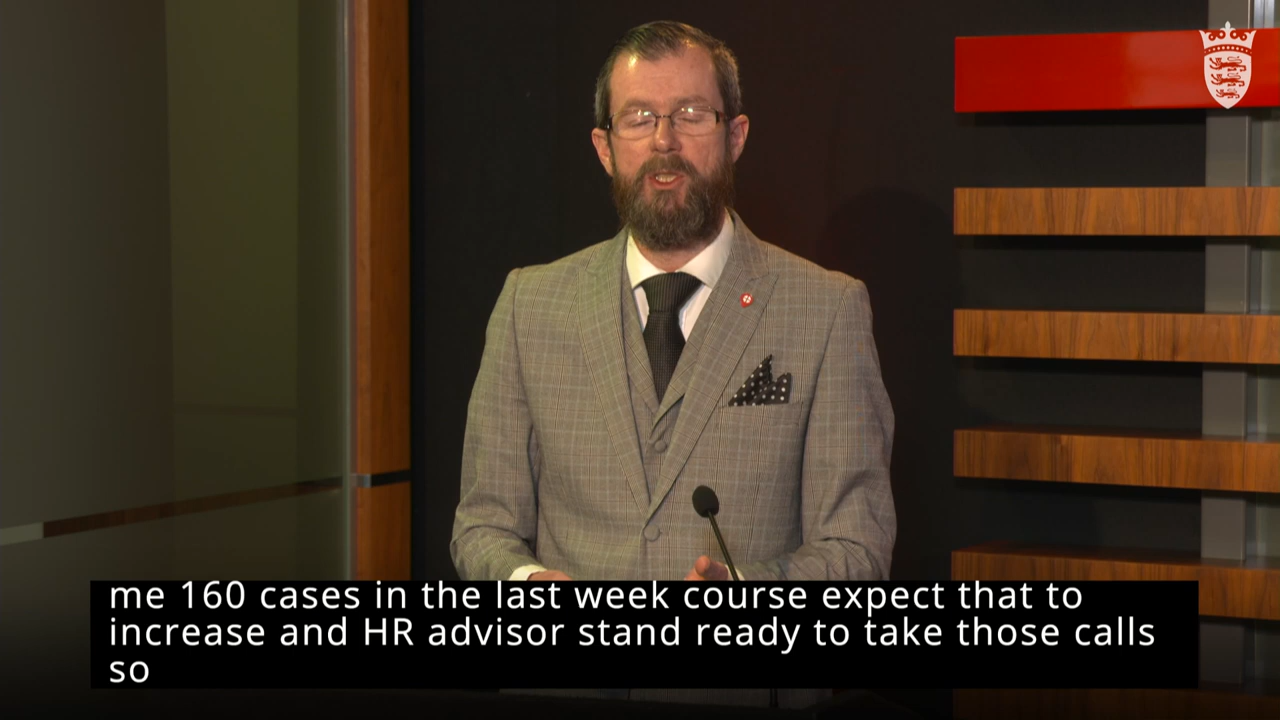 me 160 cases in the last week course expect that to
increase and HR advisor stand ready to take those calls
so